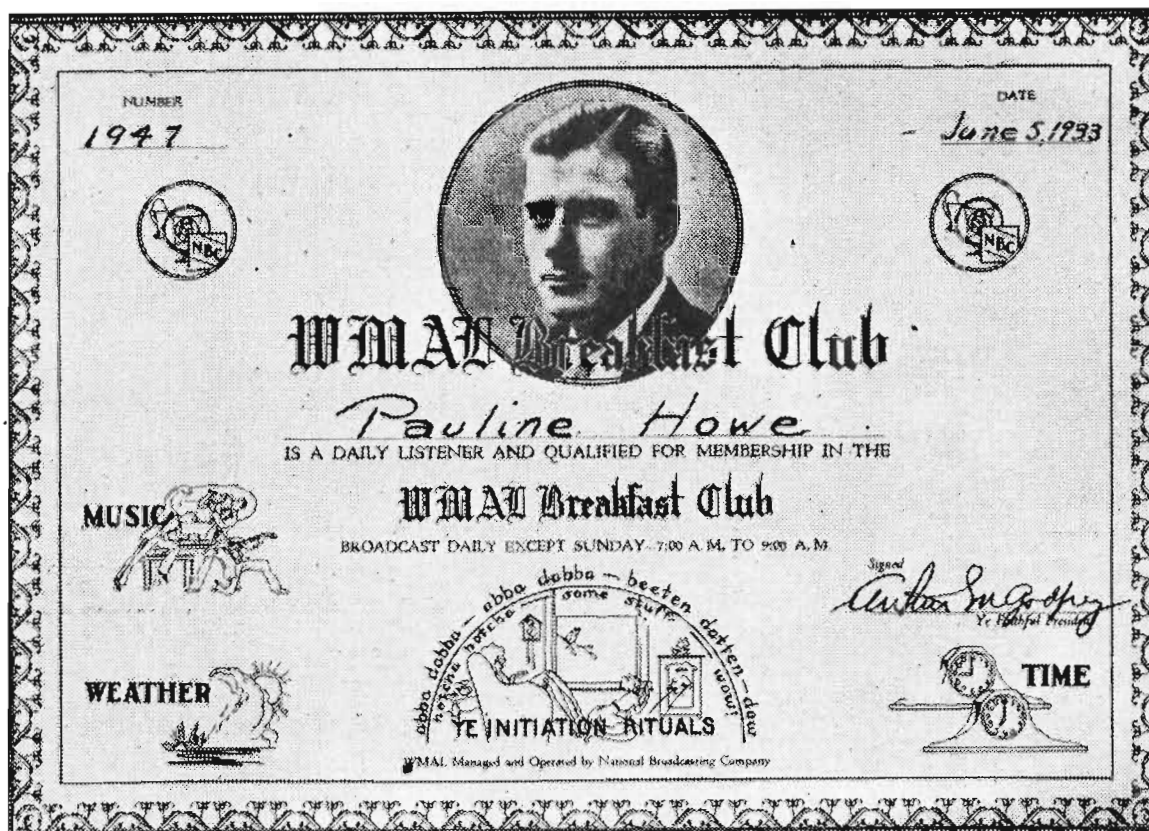 NUMBER
1947
DATE
June 5, 1933
NBC
NBC
WMAL Breakfast Club
Pauline Howe
IS A DAILY LISTENER AND QUALIFIED FOR MEMBERSHIP IN THE
WMAL Breakfast Club
BROADCAST DAILY EXCEPT SUNDAY 7:00 A.M. TO 9:00 A.M
MUSIC
WEATHER
abba dabba - abba dabba - beeten datten - dow
hotcha hotcha - some stuff - wow!
YE INITIATION RITUALS
WMAL Managed and Operated by National Broadcasting Company
Signed
Arthur M Godfrey
Ye Faithful President
TIME